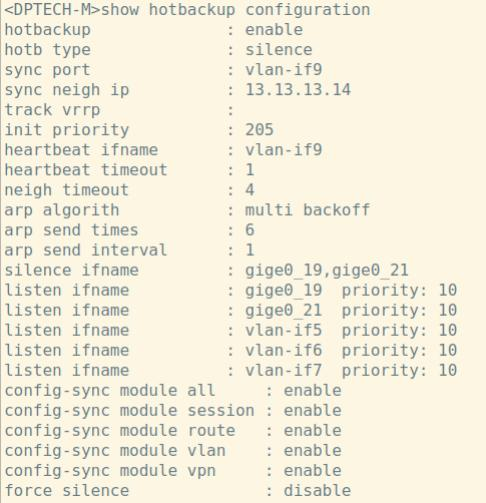 <DPTECH-M>show hotbackup configuration
hotbackup : enable
hotb type : silence
sync port : vlan-if9
sync neigh ip : 13.13.13.14
track vrrp :
init priority : 205
heartbeat ifname : vlan-if9
heartbeat timeout : 1
neigh timeout : 4
arp algorith : multi backoff
arp send times : 6
arp send interval : 1
silence ifname : gige0_19,gige0_21
listen ifname : gige0_19 priority: 10
listen ifname : gige0_21 priority: 10
listen ifname : vlan-if5 priority: 10
listen ifname : vlan-if6 priority: 10
listen ifname : vlan-if7 priority: 10
config-sync module all : enable
config-sync module session : enable
config-sync module route : enable
config-sync module vlan : enable
config-sync module vpn : enable
force silence : disable